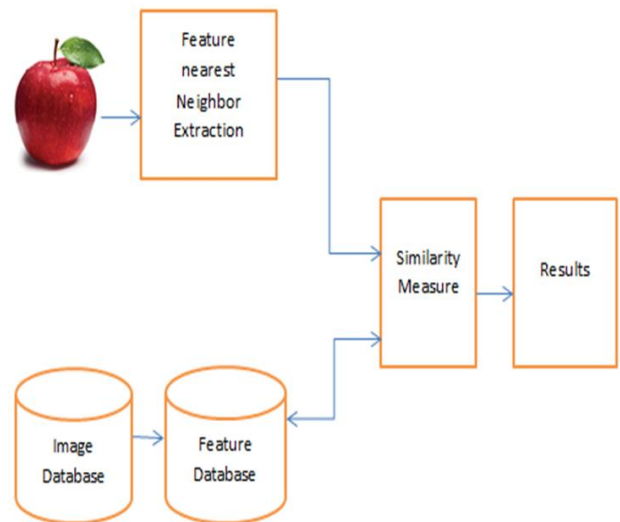 Feature
nearest
Neighbor
Extraction
Similarity
Measure
Results
Image
Database
Feature
Database